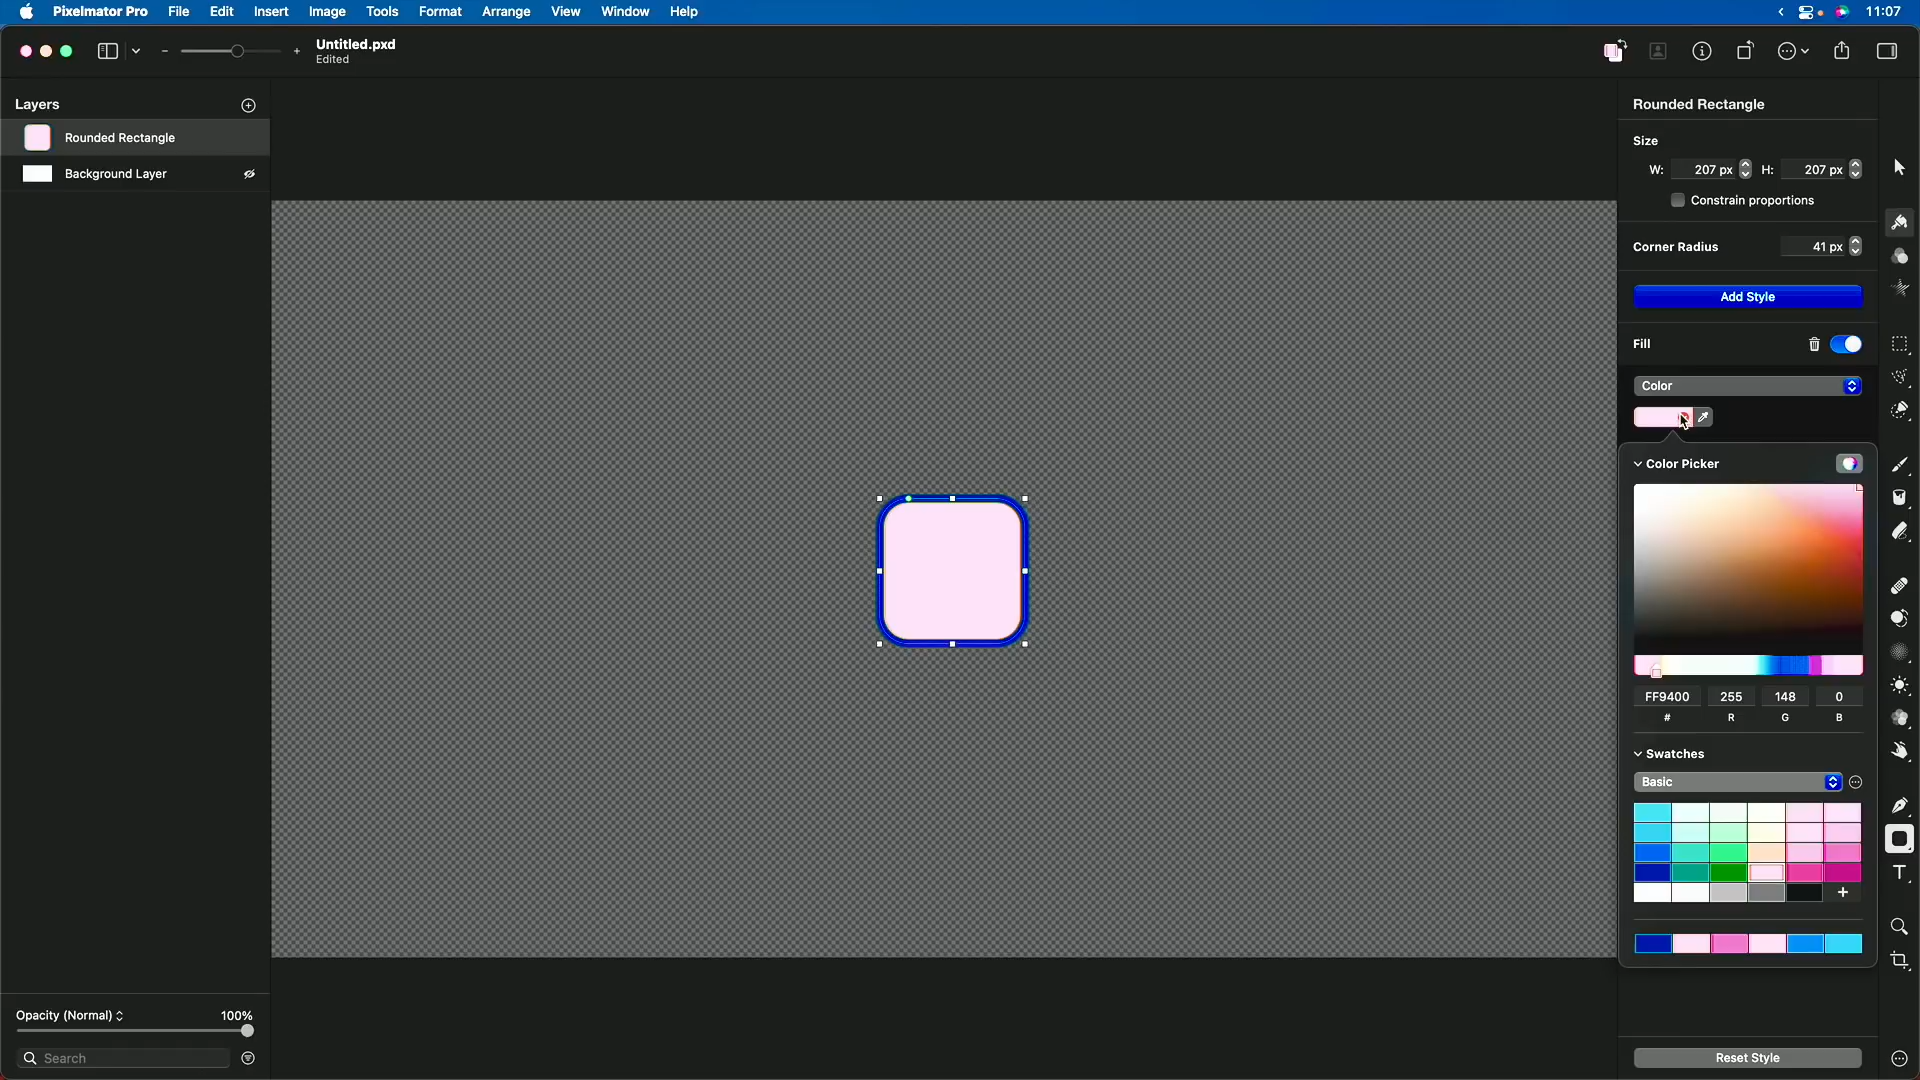 Pixelmator Pro File Edit Insert Image Tools Format Arrange View Window Help 11:07
Untitled.pxd
Edited
Layers
Rounded Rectangle
Background Layer
Opacity (Normal) 100%
Search
Rounded Rectangle
Size
W: 207 px H: 207 px
Constrain proportions
Corner Radius 41 px
Add Style
Fill
Color
Color Picker
FF9400 255 148 0
# R G B
Swatches
Basic
Reset Style